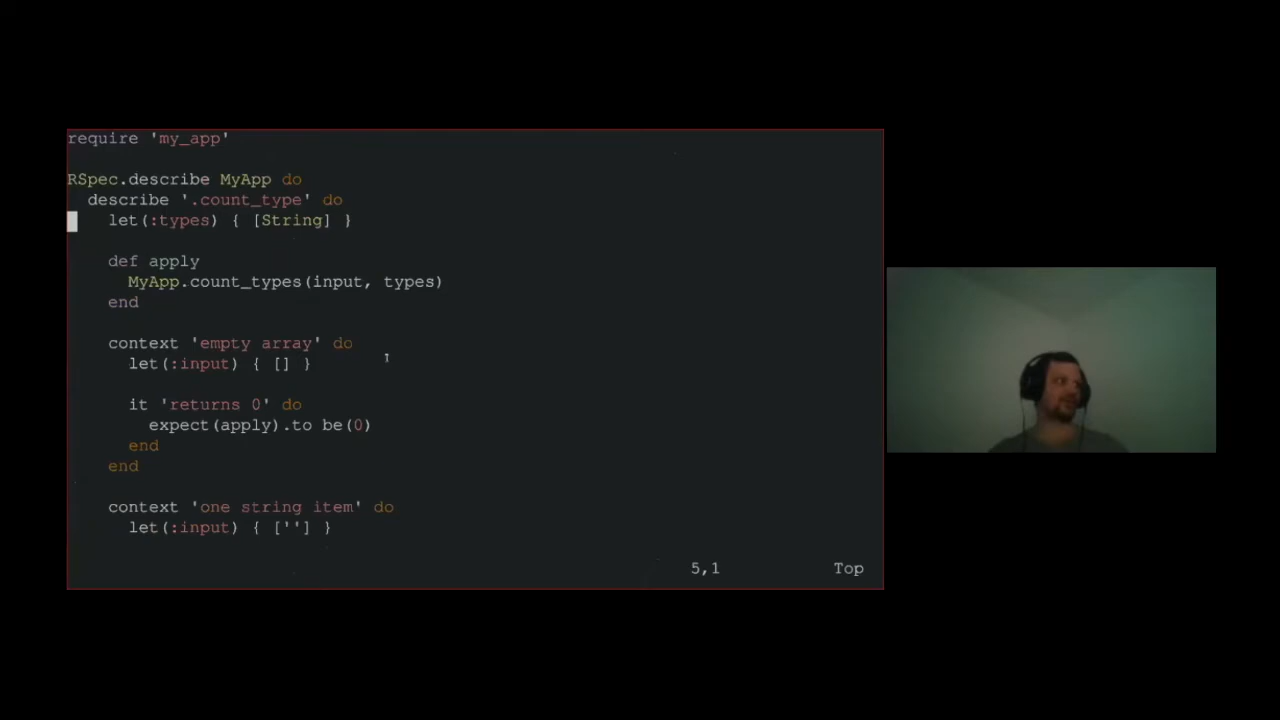 require 'my_app'
RSpec.describe MyApp do
describe '.count_type' do
let(:types) { [String] }
def apply
MyApp.count_types(input, types)
end
context 'empty array' do
let(:input) { [] }
it 'returns 0' do
expect(apply).to be(0)
end
end
context 'one string item' do
let(:input) { [''] }
5,1 Top